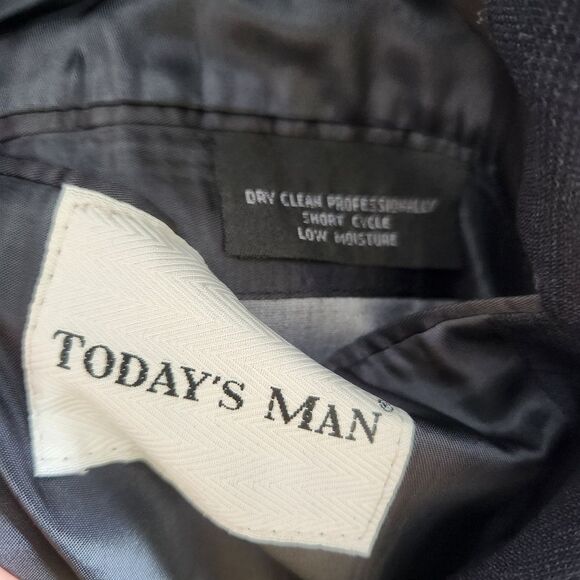 DRY CLEAN PROFESSIONALLY
SHORT CYCLE
LOW MOISTURE
TODAY'S MAN®